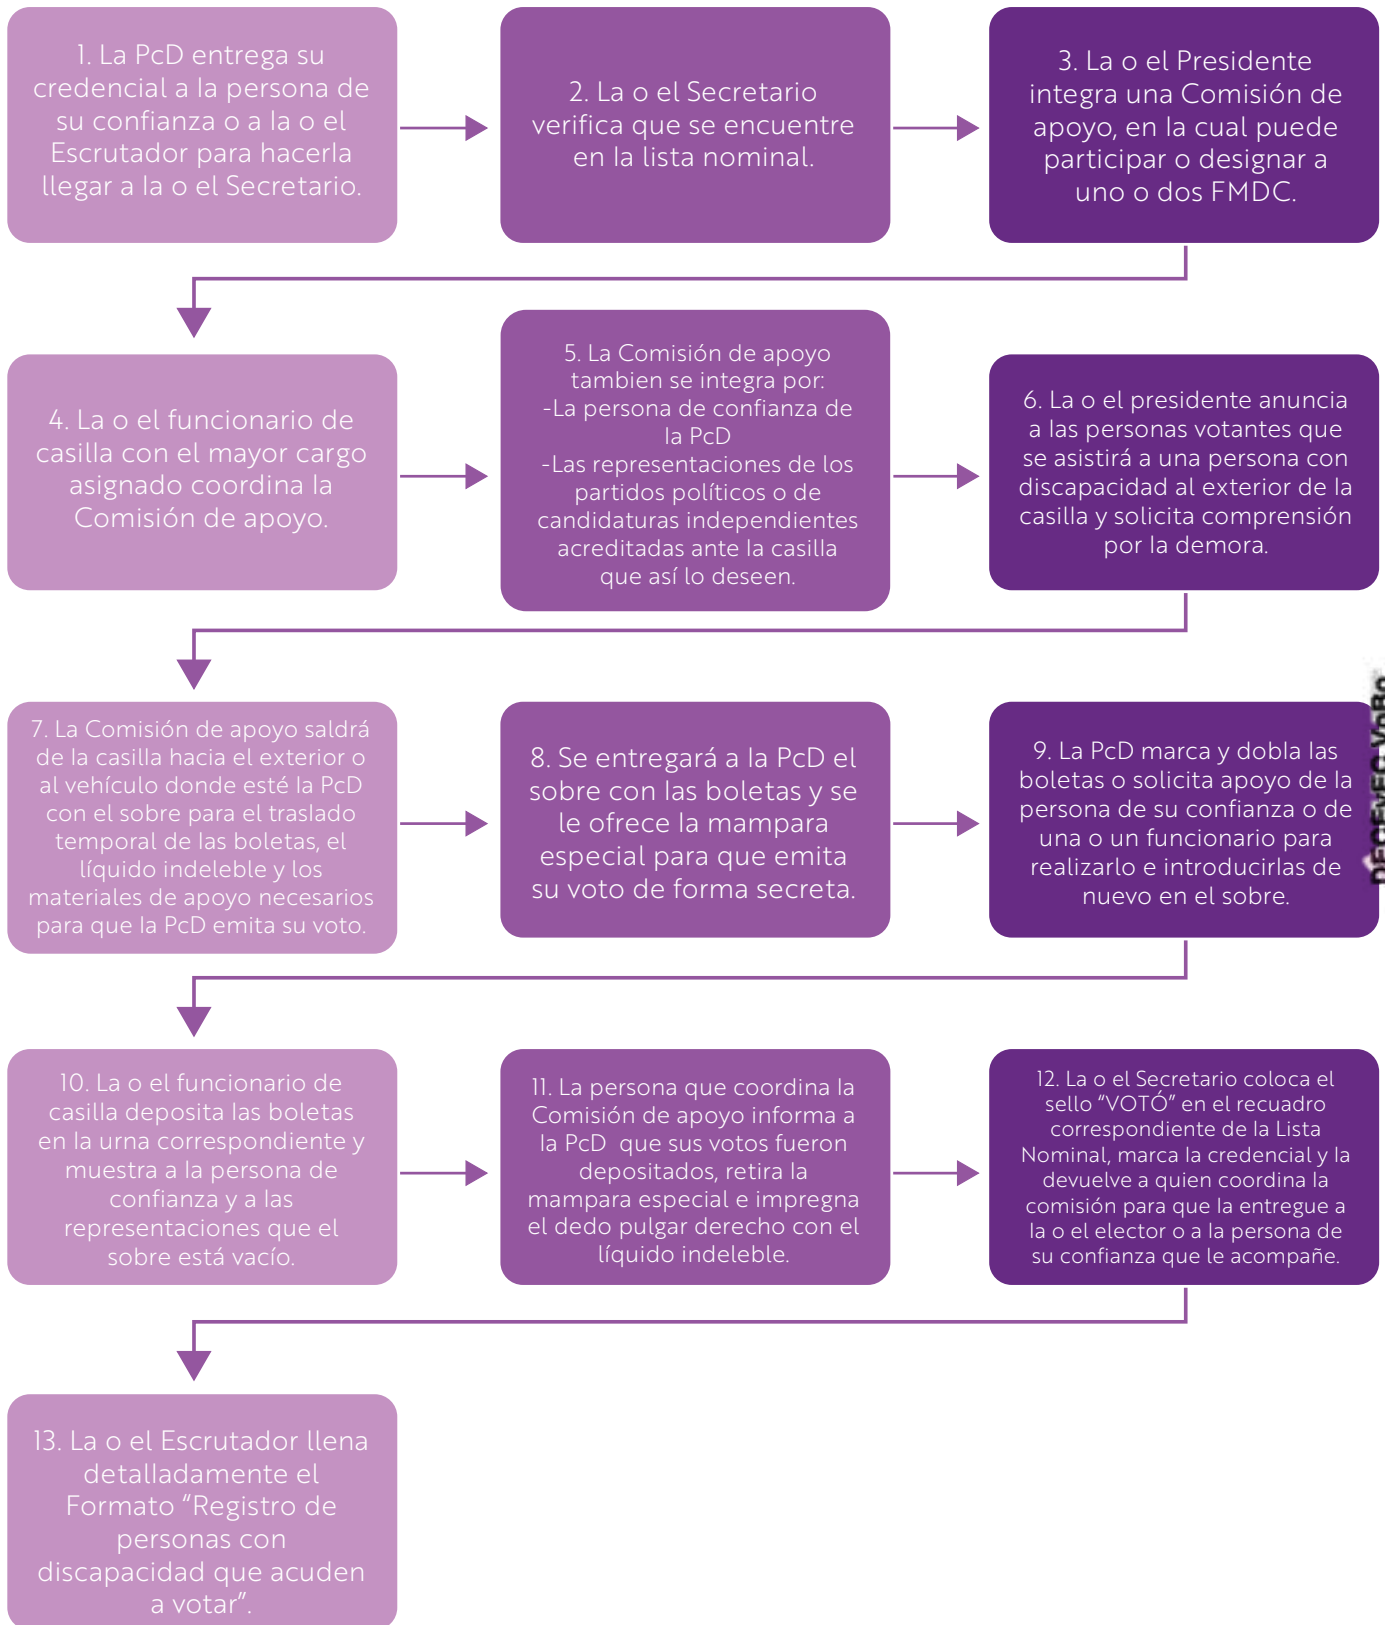 1. La PcD entrega su
credencial a la persona de
su confianza o a la o el
Escrutador para hacerla
llegar a la o el Secretario.
2. La o el Secretario
verifica que se encuentre
en la lista nominal.
3. La o el Presidente
integra una Comisión de
apoyo, en la cual puede
participar o designar a
uno o dos FMDC.
4. La o el funcionario de
casilla con el mayor cargo
asignado coordina la
Comisión de apoyo.
5. La Comisión de apoyo
tambien se integra por:
-La persona de confianza de
la PcD
-Las representaciones de los
partidos políticos o de
candidaturas independientes
acreditadas ante la casilla
que así lo deseen.
6. La o el presidente anuncia
a las personas votantes que
se asistirá a una persona con
discapacidad al exterior de la
casilla y solicita comprensión
por la demora.
7. La Comisión de apoyo saldrá
de la casilla hacia el exterior o
al vehículo donde esté la PcD
con el sobre para el traslado
temporal de las boletas, el
líquido indeleble y los
materiales de apoyo necesarios
para que la PcD emita su voto.
8. Se entregará a la PcD el
sobre con las boletas y se
le ofrece la mampara
especial para que emita
su voto de forma secreta.
9. La PcD marca y dobla las
boletas o solicita apoyo de la
persona de su confianza o de
una o un funcionario para
realizarlo e introducirlas de
nuevo en el sobre.
10. La o el funcionario de
casilla deposita las boletas
en la urna correspondiente y
muestra a la persona de
confianza y a las
representaciones que el
sobre está vacío.
11. La persona que coordina la
Comisión de apoyo informa a
la PcD que sus votos fueron
depositados, retira la
mampara especial e impregna
el dedo pulgar derecho con el
líquido indeleble.
12. La o el Secretario coloca el
sello “VOTÓ” en el recuadro
correspondiente de la Lista
Nominal, marca la credencial y la
devuelve a quien coordina la
comisión para que la entregue a
la o el elector o a la persona de
su confianza que le acompañe.
13. La o el Escrutador llena
detalladamente el
Formato “Registro de
personas con
discapacidad que acuden
a votar”.